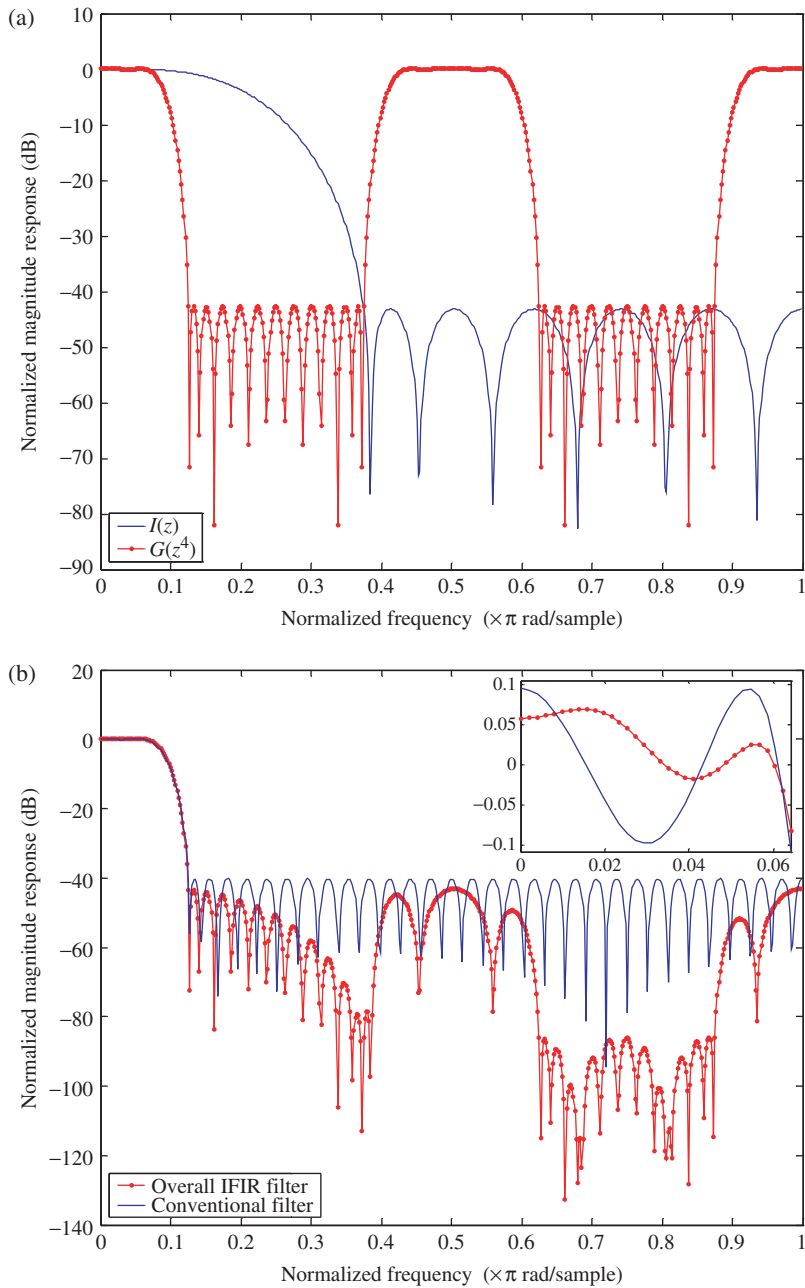 (a)
10
0
−10
−20
−30
−40
−50
−60
−70
−80
−90
Normalized magnitude response (dB)
I(z)
G(z⁴)
0 0.1 0.2 0.3 0.4 0.5 0.6 0.7 0.8 0.9 1
Normalized frequency (×π rad/sample)
(b)
20
0
−20
−40
−60
−80
−100
−120
−140
Normalized magnitude response (dB)
0.1
0.05
0
−0.05
−0.1
0 0.02 0.04 0.06
Overall IFIR filter
Conventional filter
0 0.1 0.2 0.3 0.4 0.5 0.6 0.7 0.8 0.9 1
Normalized frequency (×π rad/sample)